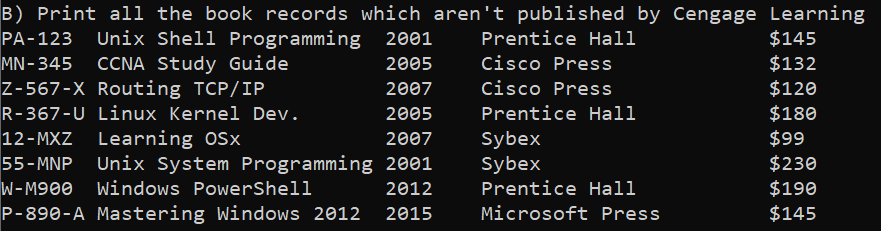 B) Print all the book records which aren't published by Cengage Learning
PA-123  Unix Shell Programming  2001    Prentice Hall           $145
MN-345  CCNA Study Guide        2005    Cisco Press             $132
Z-567-X Routing TCP/IP          2007    Cisco Press             $120
R-367-U Linux Kernel Dev.       2005    Prentice Hall           $180
12-MXZ  Learning OSx            2007    Sybex                   $99
55-MNP  Unix System Programming 2001    Sybex                   $230
W-M900  Windows PowerShell      2012    Prentice Hall           $190
P-890-A Mastering Windows 2012  2015    Microsoft Press         $145